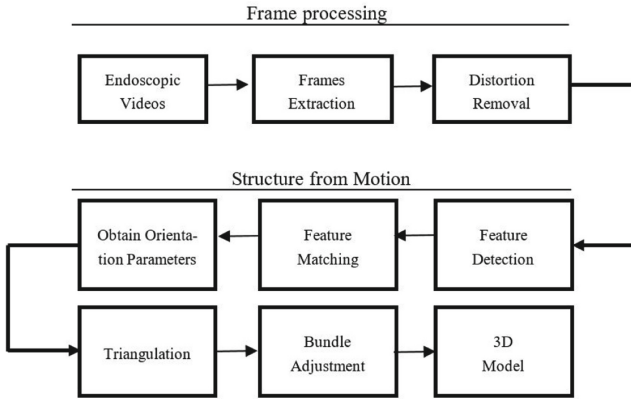 Frame processing
Endoscopic
Videos
Frames
Extraction
Distortion
Removal
Structure from Motion
Obtain Orienta-
tion Parameters
Feature
Matching
Feature
Detection
Triangulation
Bundle
Adjustment
3D
Model